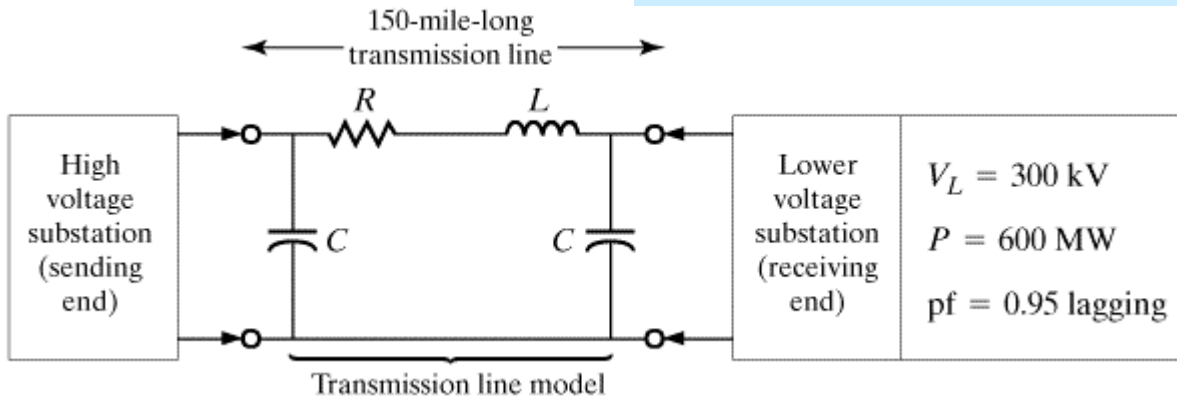 150-mile-long
transmission line
R
L
High
voltage
substation
(sending
end)
C
C
Lower
voltage
substation
(receiving
end)
V_L = 300 kV
P = 600 MW
pf = 0.95 lagging
Transmission line model